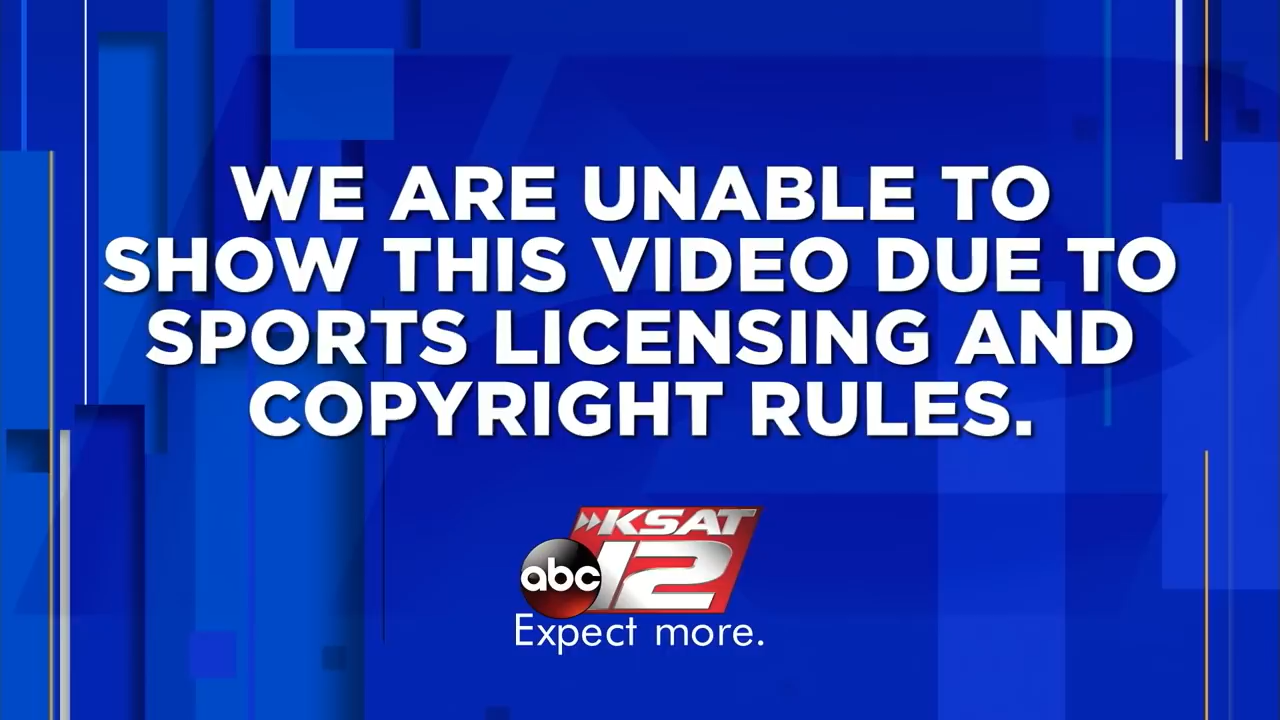 WE ARE UNABLE TO
SHOW THIS VIDEO DUE TO
SPORTS LICENSING AND
COPYRIGHT RULES.
KSAT
abc 12
Expect more.